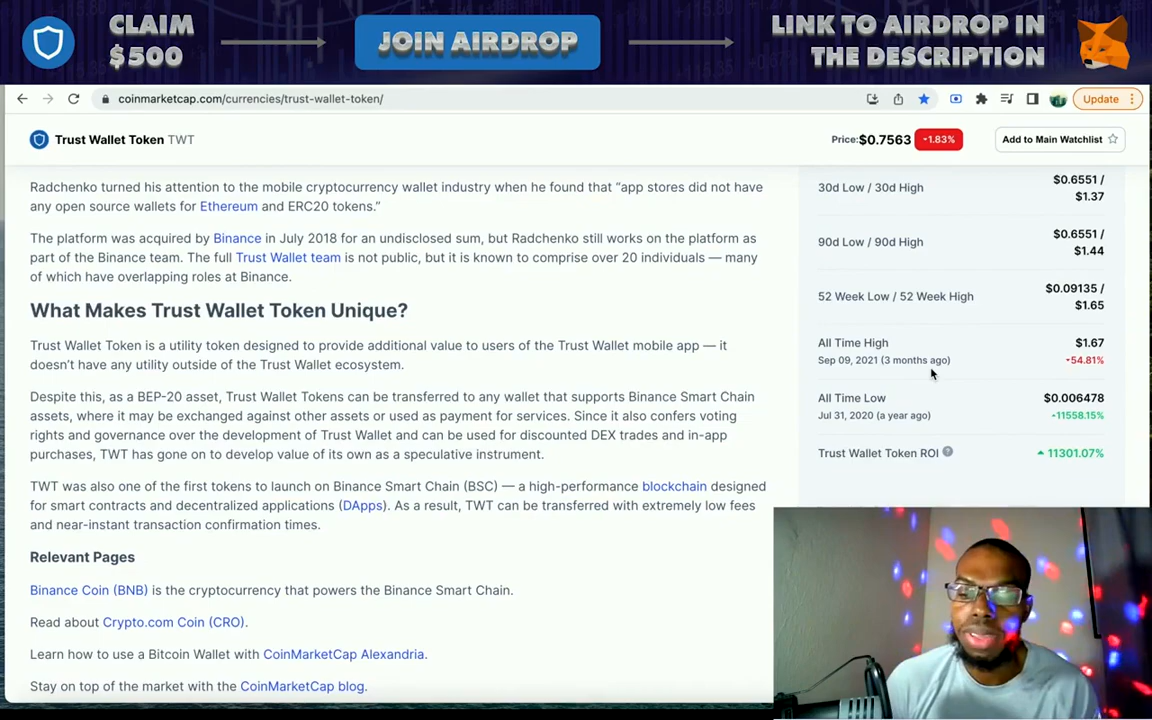 CLAIM
$500
JOIN AIRDROP
LINK TO AIRDROP IN
THE DESCRIPTION
coinmarketcap.com/currencies/trust-wallet-token/
Update
Trust Wallet Token TWT
Price:$0.7563 -1.83%
Add to Main Watchlist
Radchenko turned his attention to the mobile cryptocurrency wallet industry when he found that “app stores did not have
any open source wallets for Ethereum and ERC20 tokens.”
The platform was acquired by Binance in July 2018 for an undisclosed sum, but Radchenko still works on the platform as
part of the Binance team. The full Trust Wallet team is not public, but it is known to comprise over 20 individuals — many
of which have overlapping roles at Binance.
What Makes Trust Wallet Token Unique?
Trust Wallet Token is a utility token designed to provide additional value to users of the Trust Wallet mobile app — it
doesn’t have any utility outside of the Trust Wallet ecosystem.
Despite this, as a BEP-20 asset, Trust Wallet Tokens can be transferred to any wallet that supports Binance Smart Chain
assets, where it may be exchanged against other assets or used as payment for services. Since it also confers voting
rights and governance over the development of Trust Wallet and can be used for discounted DEX trades and in-app
purchases, TWT has gone on to develop value of its own as a speculative instrument.
TWT was also one of the first tokens to launch on Binance Smart Chain (BSC) — a high-performance blockchain designed
for smart contracts and decentralized applications (DApps). As a result, TWT can be transferred with extremely low fees
and near-instant transaction confirmation times.
Relevant Pages
Binance Coin (BNB) is the cryptocurrency that powers the Binance Smart Chain.
Read about Crypto.com Coin (CRO).
Learn how to use a Bitcoin Wallet with CoinMarketCap Alexandria.
Stay on top of the market with the CoinMarketCap blog.
30d Low / 30d High
$0.6551 /
$1.37
90d Low / 90d High
$0.6551 /
$1.44
52 Week Low / 52 Week High
$0.09135 /
$1.65
All Time High
$1.67
Sep 09, 2021 (3 months ago)
-54.81%
All Time Low
$0.006478
Jul 31, 2020 (a year ago)
11558.15%
Trust Wallet Token ROI
11301.07%